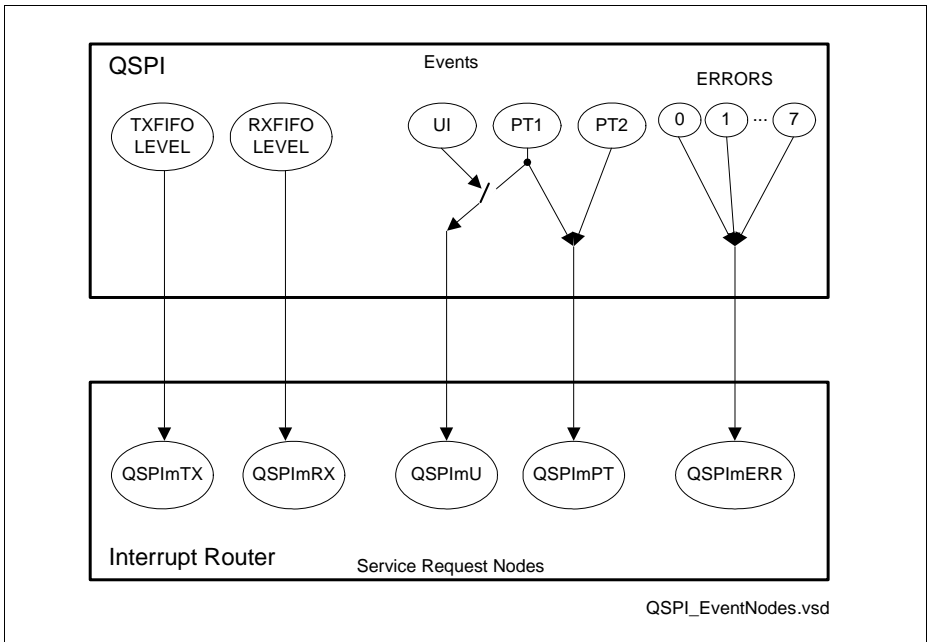 QSPI
Events
ERRORS
TXFIFO
LEVEL
RXFIFO
LEVEL
UI
PT1
PT2
0
1
...
7
QSPImTX
QSPImRX
QSPImU
QSPImPT
QSPImERR
Interrupt Router
Service Request Nodes
QSPI_EventNodes.vsd